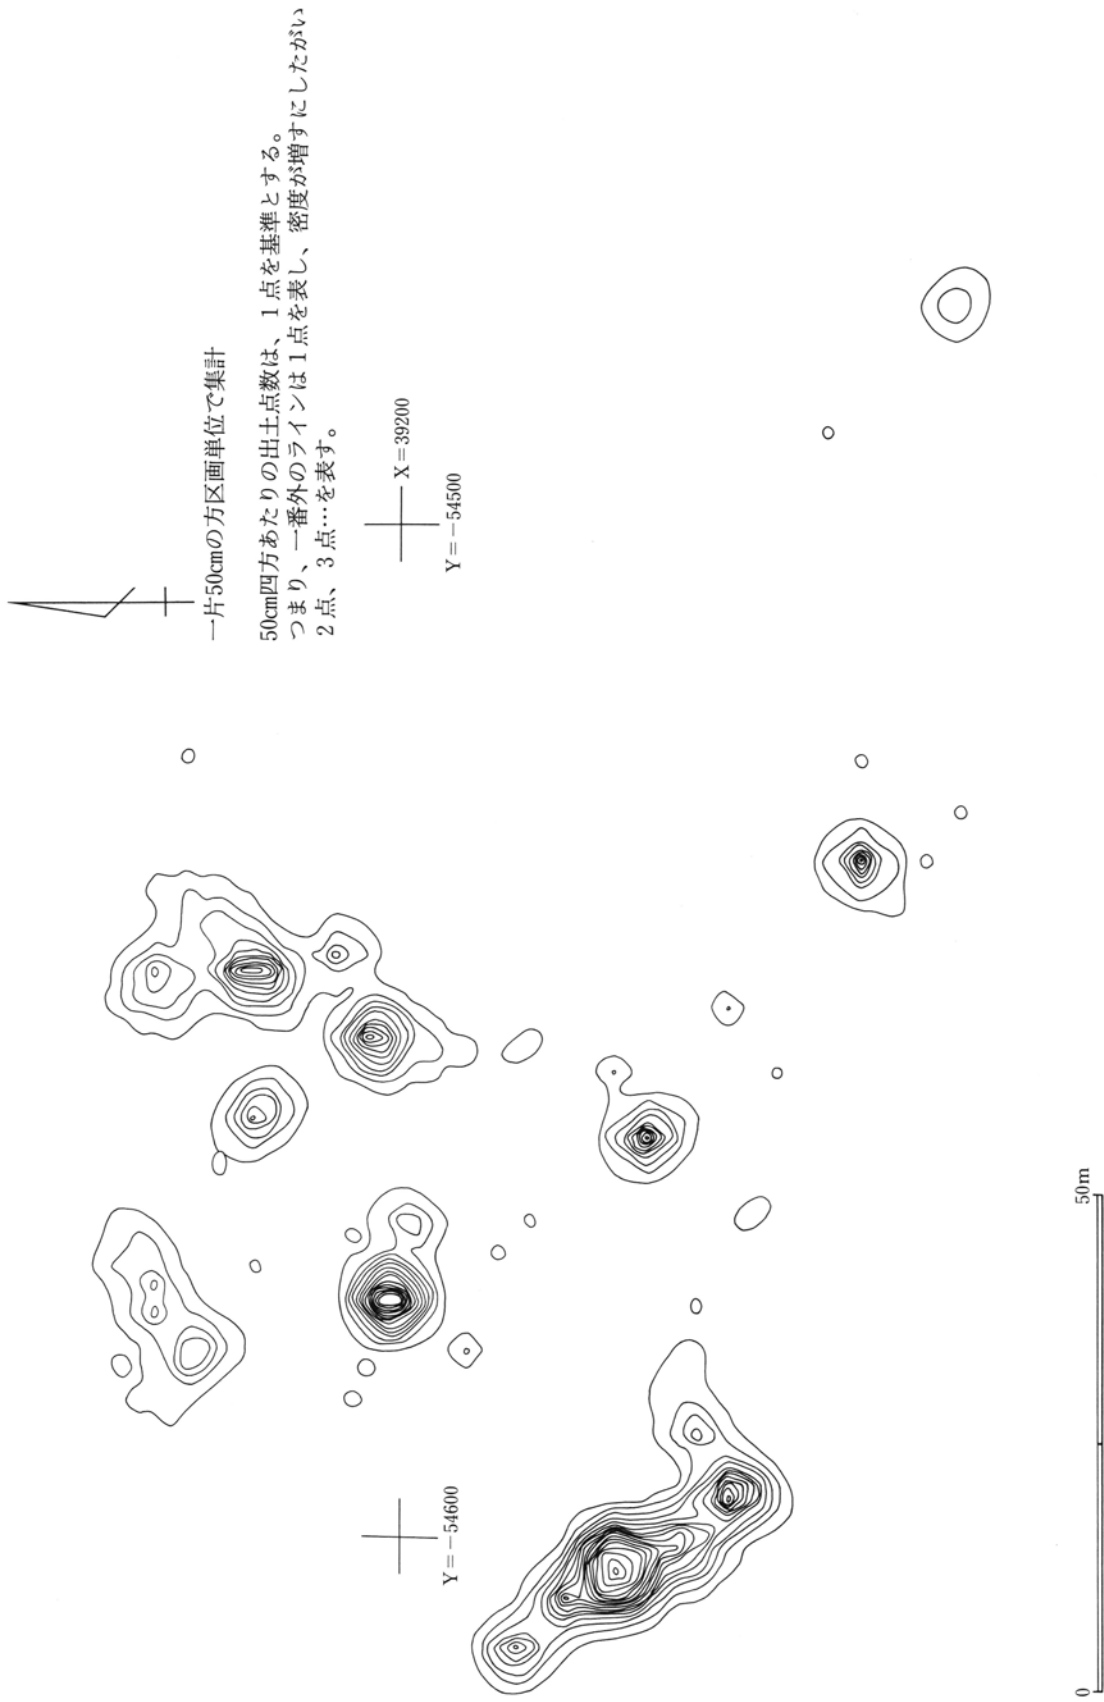 一片50cmの方区画単位で集計
50cm四方あたりの出土点数は、1点を基準とする。
つまり、一番外のラインは1点を表し、密度が増すにしたがい
2点、3点…を表す。
X=39200
Y=-54500
Y=-54600
0
50m